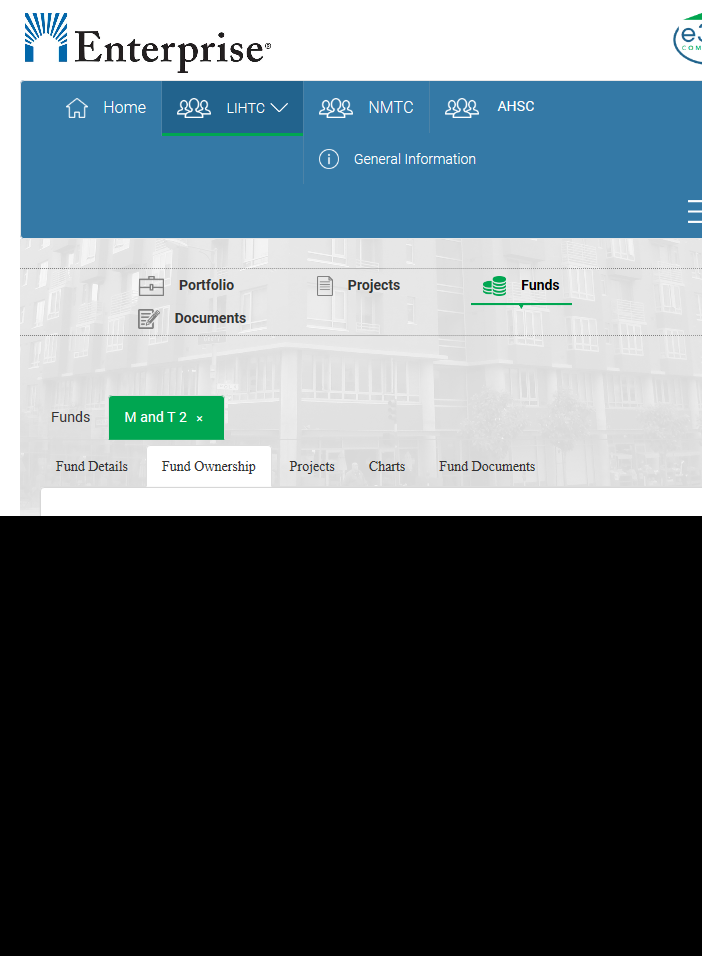 Enterprise®
Home LIHTC NMTC AHSC
General Information
Portfolio Projects Funds
Documents
Funds M and T 2 ×
Fund Details Fund Ownership Projects Charts Fund Documents